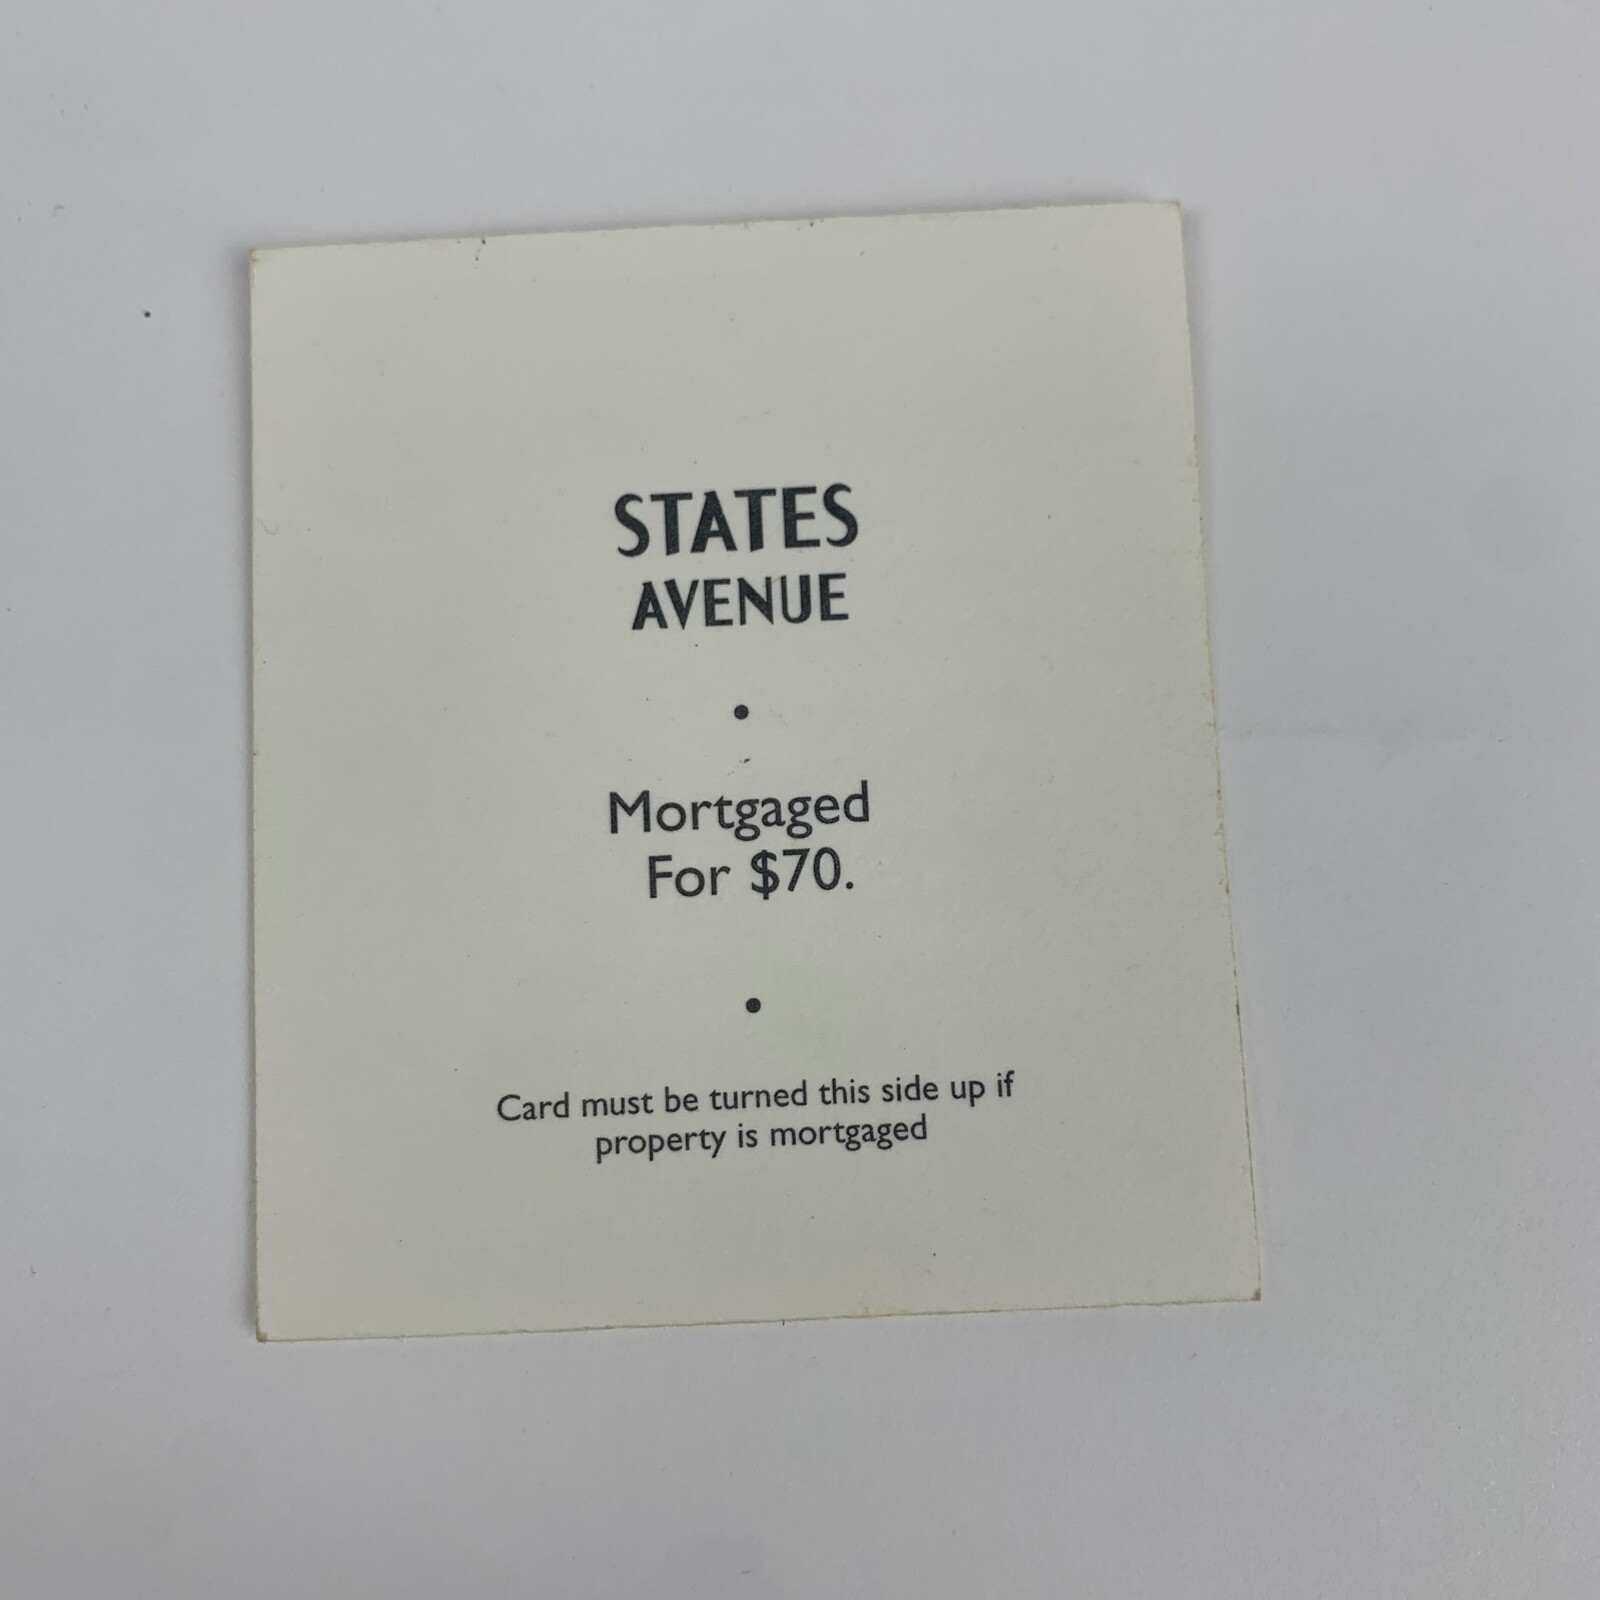 STATES
AVENUE
•
Mortgaged
For $70.
•
Card must be turned this side up if
property is mortgaged